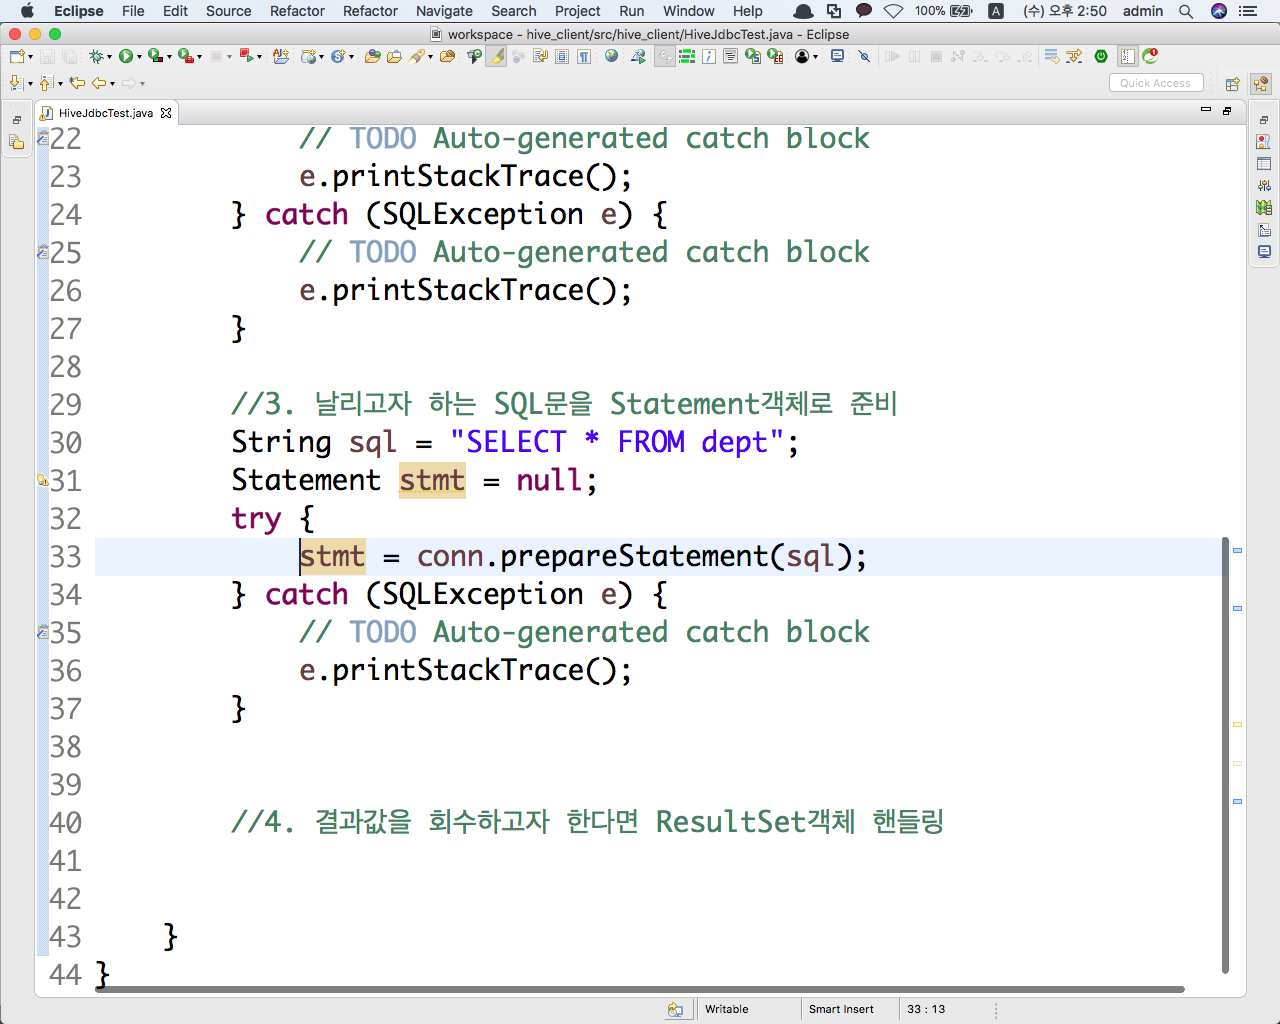 Eclipse File Edit Source Refactor Refactor Navigate Search Project Run Window Help 100% A (수) 오후 2:50 admin
workspace - hive_client/src/hive_client/HiveJdbcTest.java - Eclipse
Quick Access
HiveJdbcTest.java
22 // TODO Auto-generated catch block
23 e.printStackTrace();
24 } catch (SQLException e) {
25 // TODO Auto-generated catch block
26 e.printStackTrace();
27 }
28
29 //3. 날리고자 하는 SQL문을 Statement객체로 준비
30 String sql = "SELECT * FROM dept";
31 Statement stmt = null;
32 try {
33 stmt = conn.prepareStatement(sql);
34 } catch (SQLException e) {
35 // TODO Auto-generated catch block
36 e.printStackTrace();
37 }
38
39
40 //4. 결과값을 회수하고자 한다면 ResultSet객체 핸들링
41
42
43 }
44 }
Writable Smart Insert 33 : 13